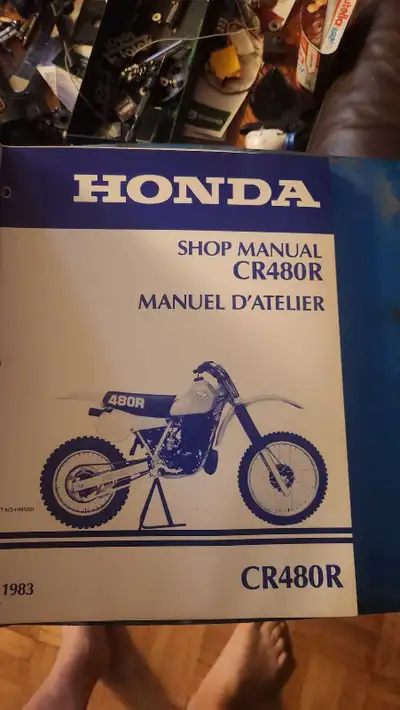 HONDA
SHOP MANUAL
CR480R
MANUEL D'ATELIER
480R
1983
CR480R